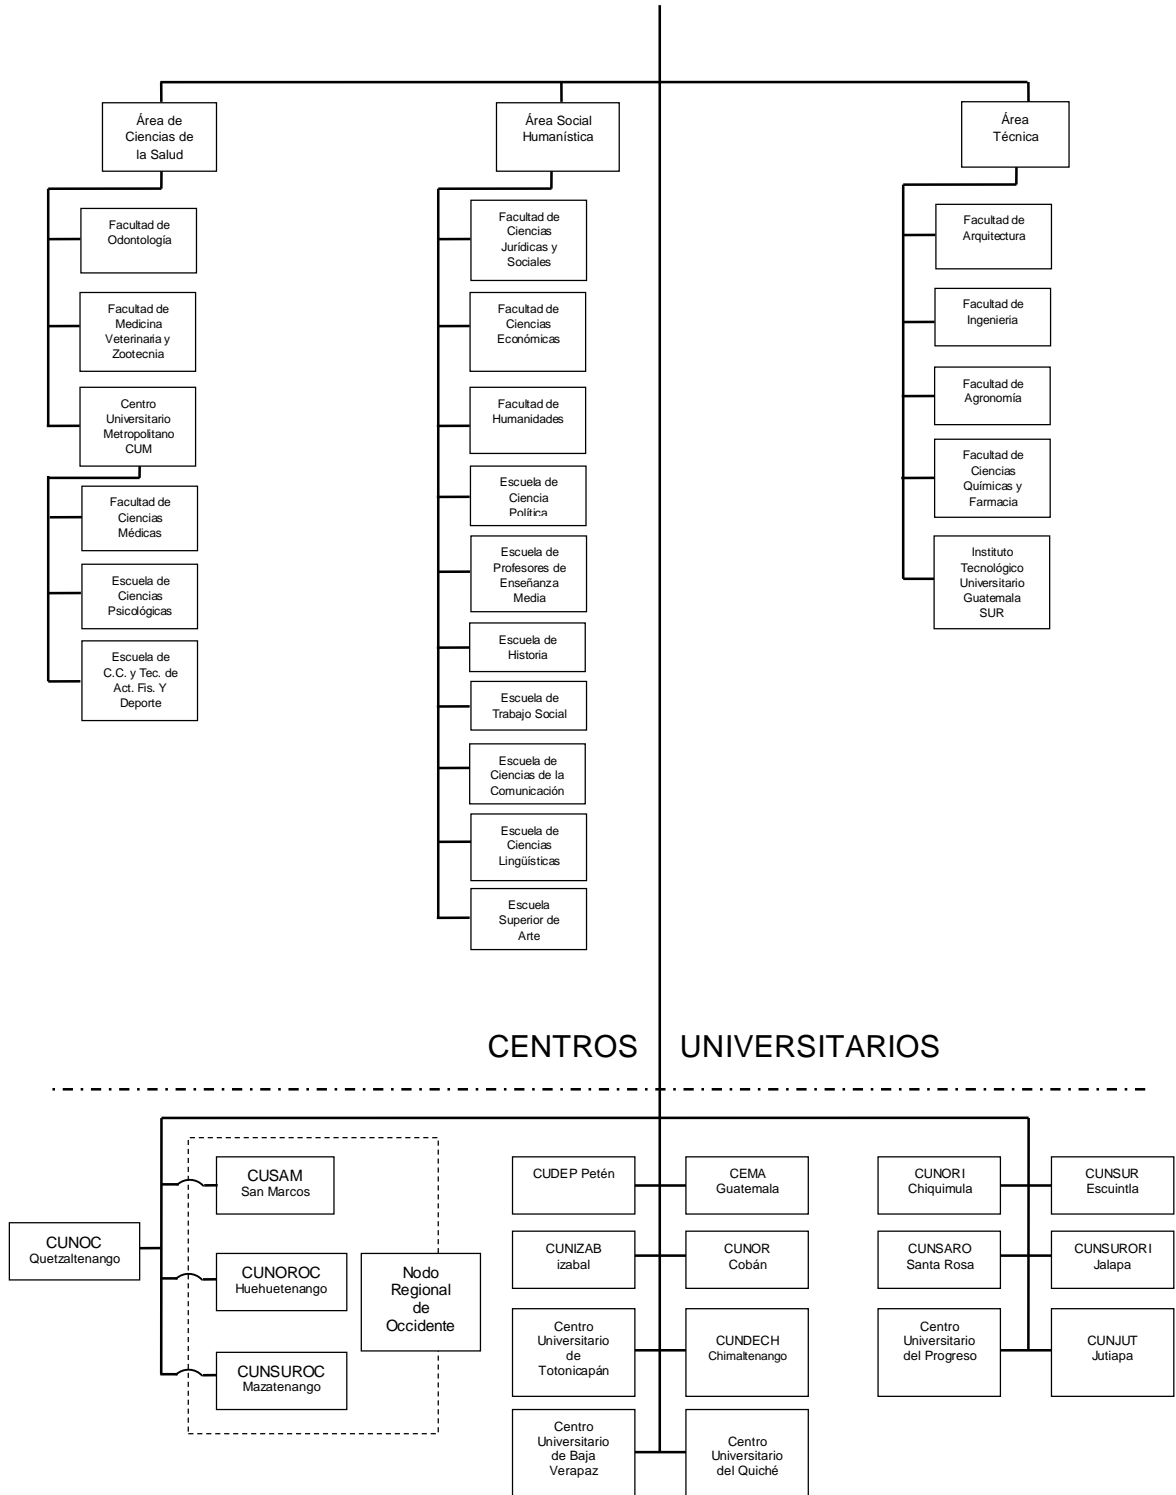 Área de
Ciencias de
la Salud
Área Social
Humanística
Área
Técnica
Facultad de
Odontología
Facultad de
Medicina
Veterinaria y
Zootecnia
Centro
Universitario
Metropolitano
CUM
Facultad de
Ciencias
Médicas
Escuela de
Ciencias
Psicológicas
Escuela de
C.C. y Tec. de
Act. Fis. Y
Deporte
Facultad de
Ciencias
Jurídicas y
Sociales
Facultad de
Ciencias
Económicas
Facultad de
Humanidades
Escuela de
Ciencia
Política
Escuela de
Profesores de
Enseñanza
Media
Escuela de
Historia
Escuela de
Trabajo Social
Escuela de
Ciencias de la
Comunicación
Escuela de
Ciencias
Lingüísticas
Escuela
Superior de
Arte
Facultad de
Arquitectura
Facultad de
Ingenieria
Facultad de
Agronomía
Facultad de
Ciencias
Químicas y
Farmacia
Instituto
Tecnológico
Universitario
Guatemala
SUR
CENTROS UNIVERSITARIOS
CUNOC
Quetzaltenango
CUSAM
San Marcos
CUNOROC
Huehuetenango
CUNSUROC
Mazatenango
Nodo
Regional
de
Occidente
CUDEP Petén
CEMA
Guatemala
CUNIZAB
izabal
CUNOR
Cobán
Centro
Universitario
de
Totonicapán
CUNDECH
Chimaltenango
Centro
Universitario
de Baja
Verapaz
Centro
Universitario
del Quiché
CUNORI
Chiquimula
CUNSUR
Escuintla
CUNSARO
Santa Rosa
CUNSURORI
Jalapa
Centro
Universitario
del Progreso
CUNJUT
Jutiapa